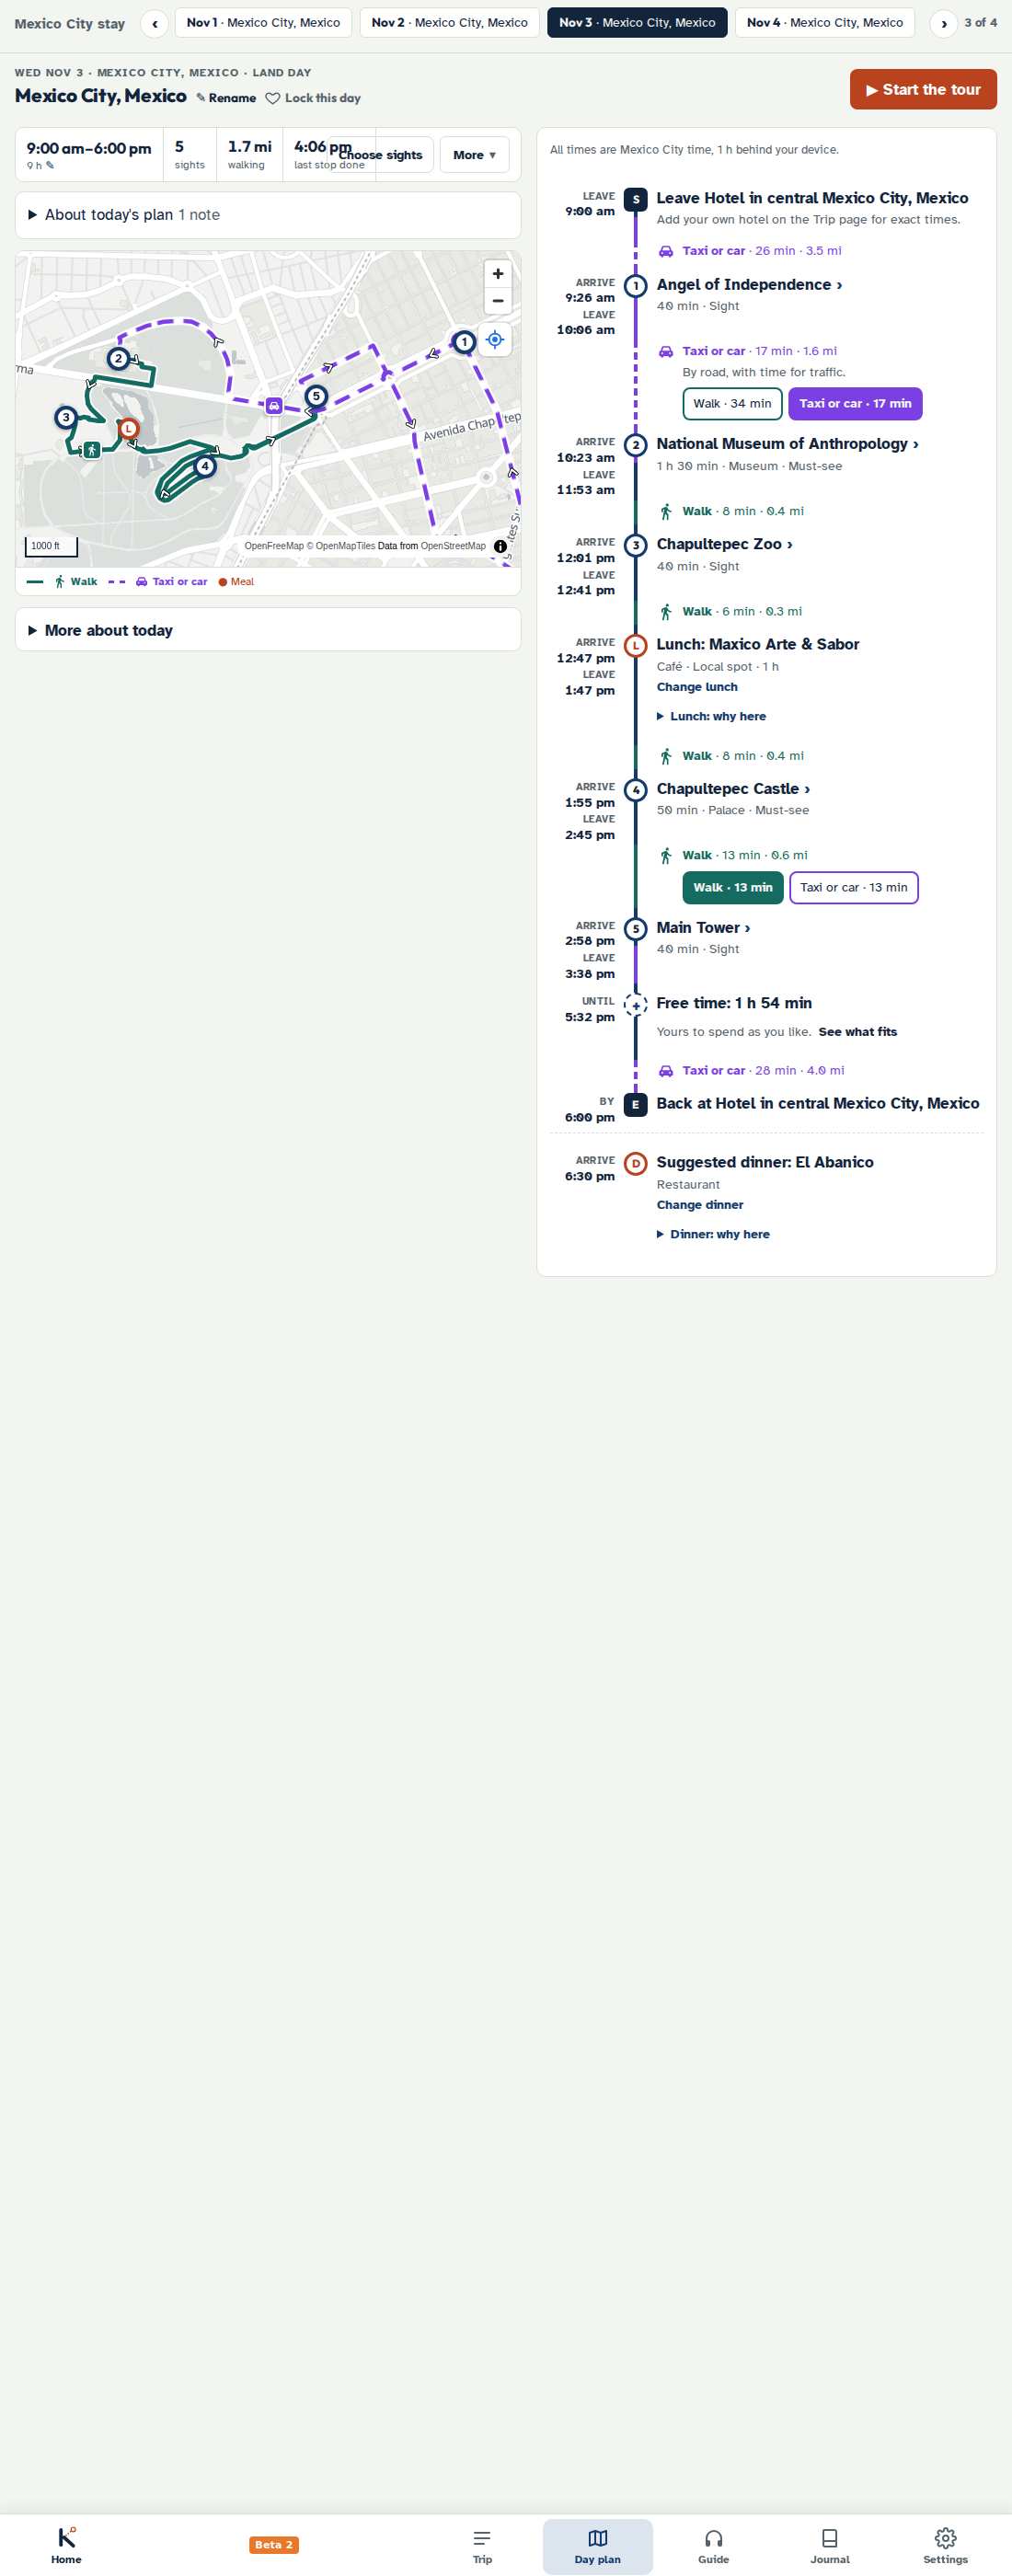 Mexico City stay
‹
Nov 1 · Mexico City, Mexico
Nov 2 · Mexico City, Mexico
Nov 3 · Mexico City, Mexico
Nov 4 · Mexico City, Mexico
›
3 of 4
WED NOV 3 · MEXICO CITY, MEXICO · LAND DAY
Mexico City, Mexico ✎ Rename Lock this day
▶ Start the tour
9:00 am–6:00 pm
9 h ✎
5
sights
1.7 mi
walking
4:06 pm
last stop done
Choose sights
More ▼
▶ About today's plan 1 note
+
−
1
2
3
L
4
5
rma
Avenida Chap
tep
1000 ft
OpenFreeMap © OpenMapTiles Data from OpenStreetMap
Walk
Taxi or car
Meal
▶ More about today
All times are Mexico City time, 1 h behind your device.
LEAVE
9:00 am
S
Leave Hotel in central Mexico City, Mexico
Add your own hotel on the Trip page for exact times.
Taxi or car · 26 min · 3.5 mi
ARRIVE
9:26 am
LEAVE
10:06 am
1
Angel of Independence ›
40 min · Sight
Taxi or car · 17 min · 1.6 mi
By road, with time for traffic.
Walk · 34 min
Taxi or car · 17 min
ARRIVE
10:23 am
LEAVE
11:53 am
2
National Museum of Anthropology ›
1 h 30 min · Museum · Must-see
Walk · 8 min · 0.4 mi
ARRIVE
12:01 pm
LEAVE
12:41 pm
3
Chapultepec Zoo ›
40 min · Sight
Walk · 6 min · 0.3 mi
ARRIVE
12:47 pm
LEAVE
1:47 pm
L
Lunch: Maxico Arte & Sabor
Café · Local spot · 1 h
Change lunch
▶ Lunch: why here
Walk · 8 min · 0.4 mi
ARRIVE
1:55 pm
LEAVE
2:45 pm
4
Chapultepec Castle ›
50 min · Palace · Must-see
Walk · 13 min · 0.6 mi
Walk · 13 min
Taxi or car · 13 min
ARRIVE
2:58 pm
LEAVE
3:38 pm
5
Main Tower ›
40 min · Sight
UNTIL
5:32 pm
+
Free time: 1 h 54 min
Yours to spend as you like. See what fits
Taxi or car · 28 min · 4.0 mi
BY
6:00 pm
E
Back at Hotel in central Mexico City, Mexico
ARRIVE
6:30 pm
D
Suggested dinner: El Abanico
Restaurant
Change dinner
▶ Dinner: why here
Home
Beta 2
Trip
Day plan
Guide
Journal
Settings